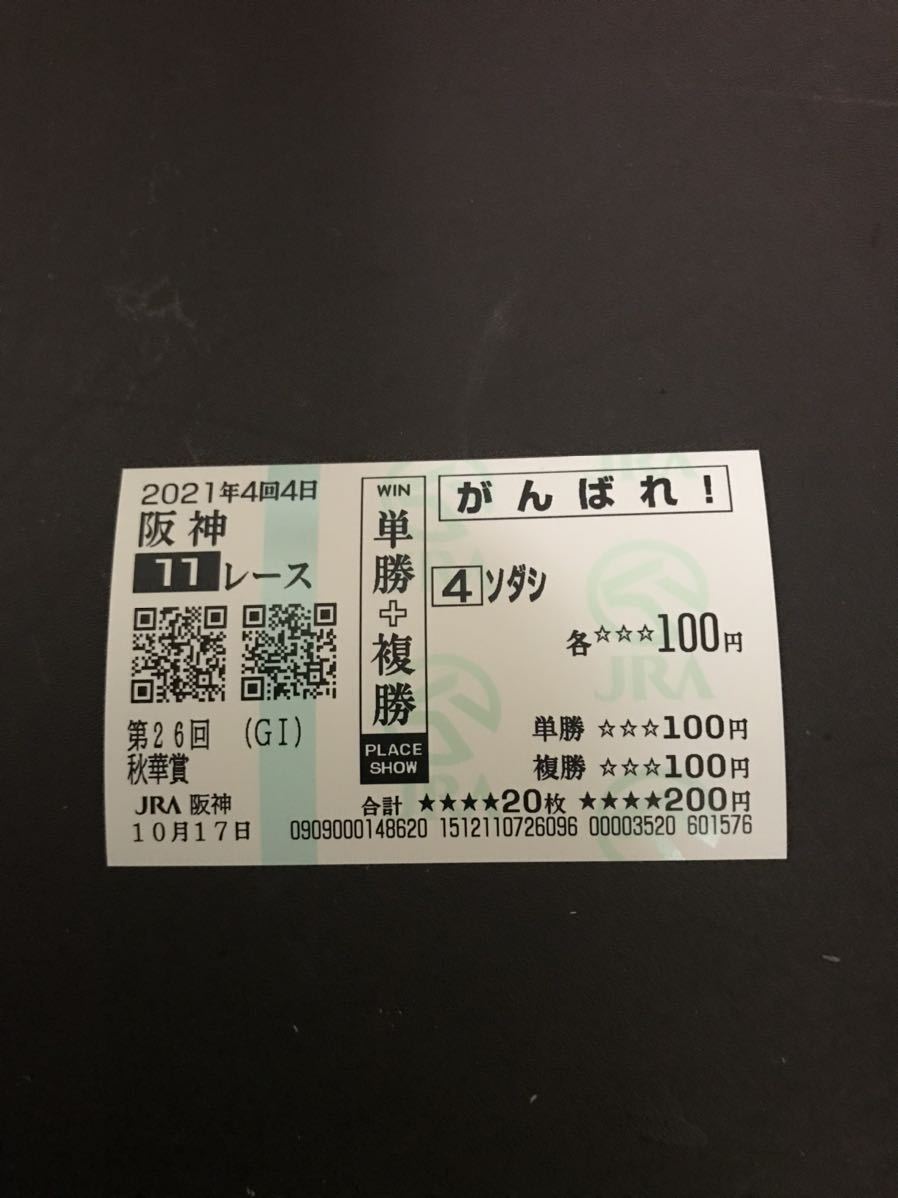 2021年4回4日
阪神
11レース
第26回 (GⅠ)
秋華賞
JRA 阪神
10月17日
WIN
単勝+複勝
PLACE
SHOW
がんばれ！
4 ソダシ
各☆☆☆100円
単勝 ☆☆☆100円
複勝 ☆☆☆100円
合計 ★★★★20枚 ★★★★200円
0909000148620 1512110726096 00003520 601576
JRA
JRA
JRA